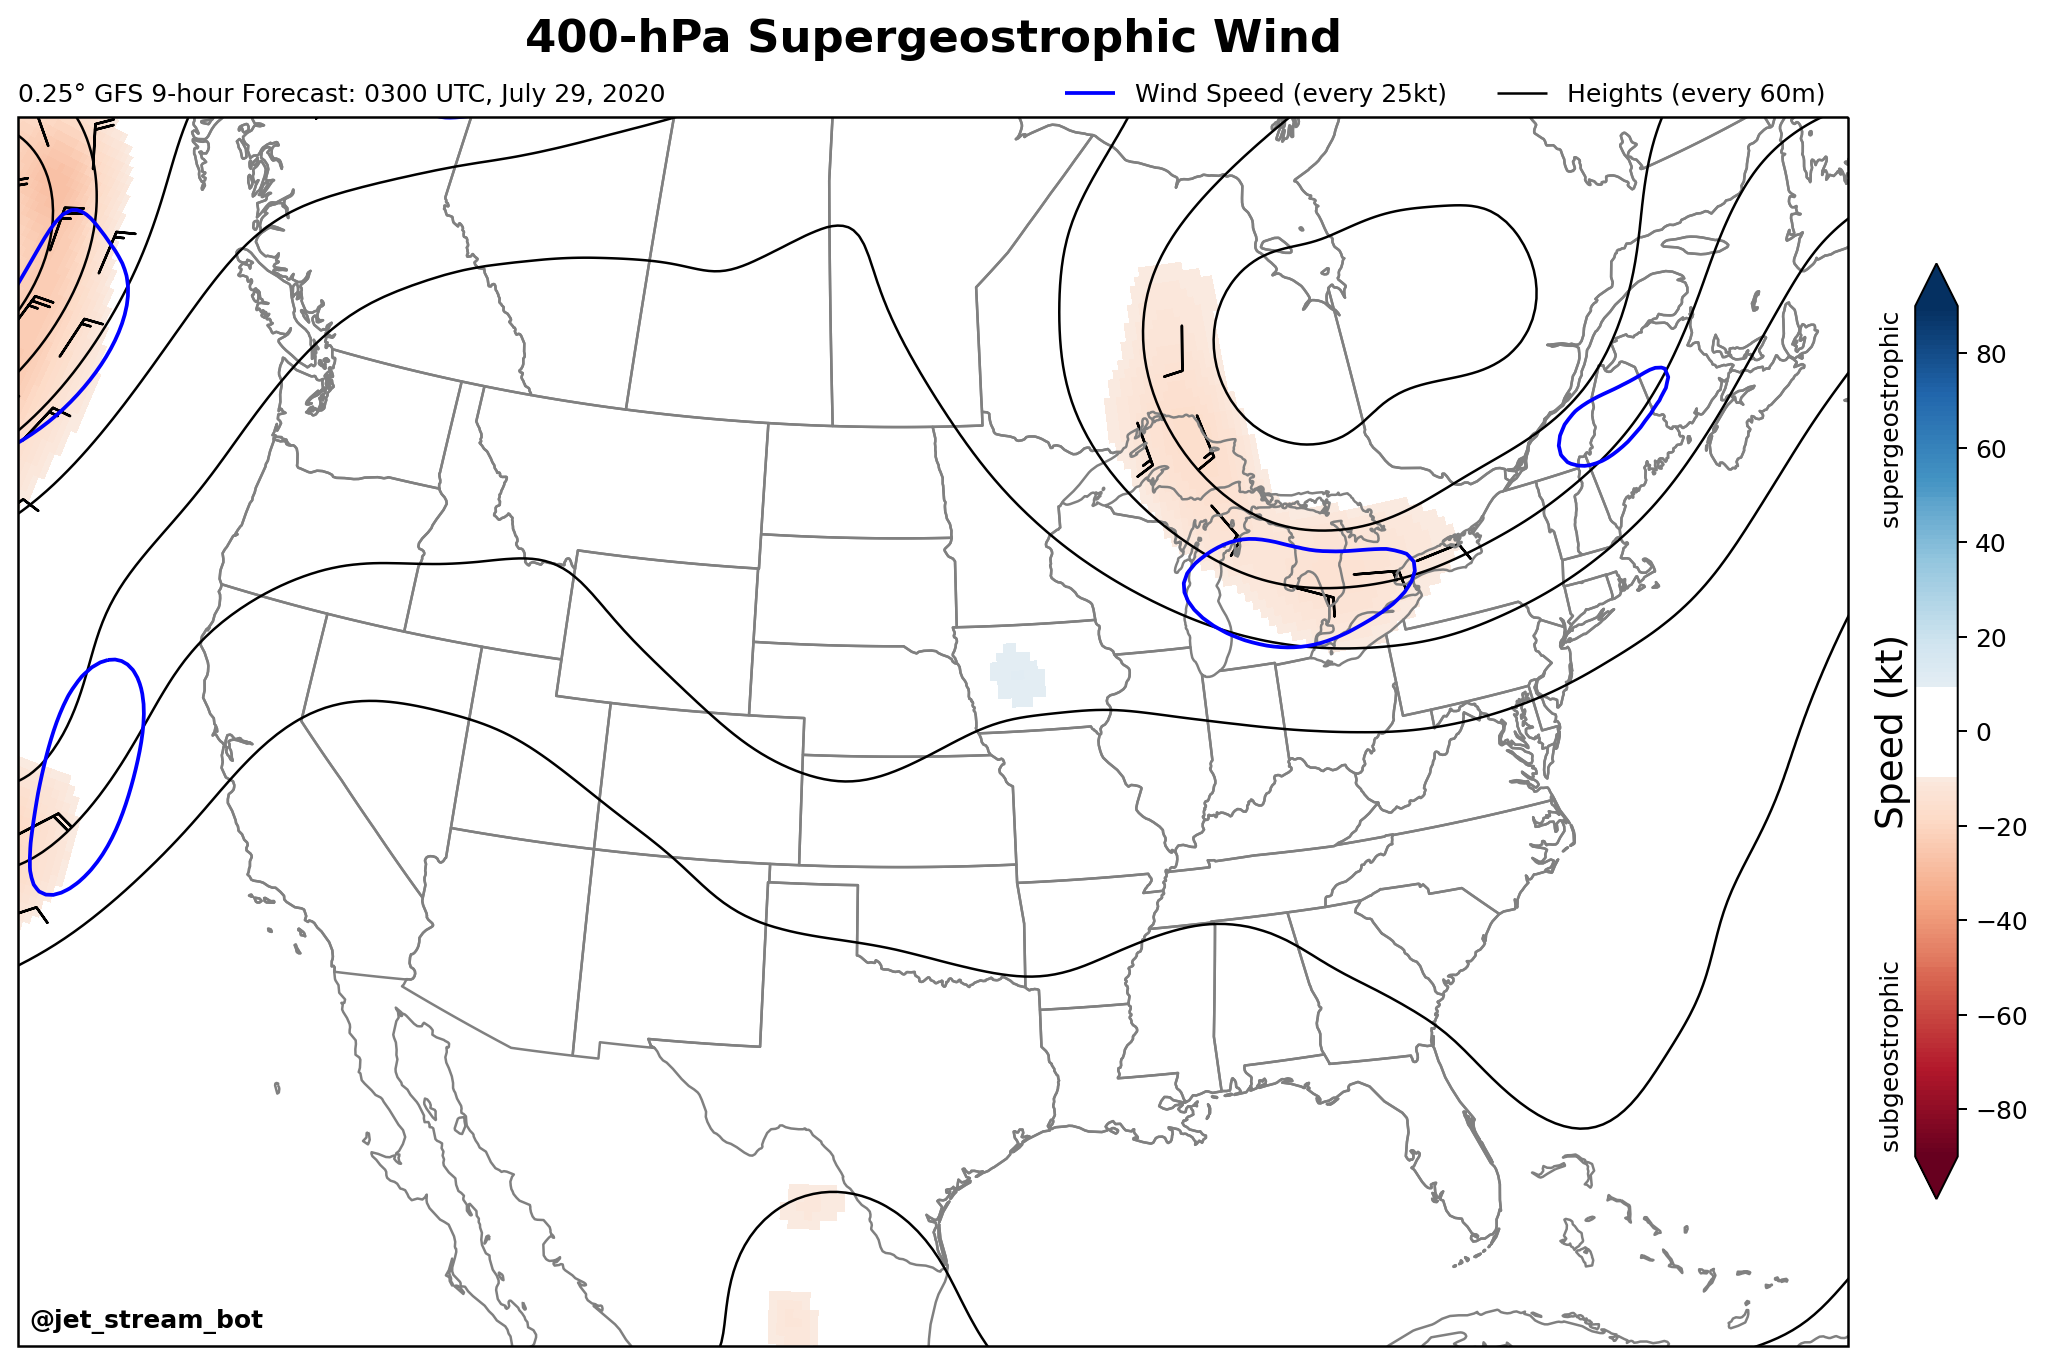 400-hPa Supergeostrophic Wind
0.25° GFS 9-hour Forecast: 0300 UTC, July 29, 2020
Wind Speed (every 25kt)
Heights (every 60m)
supergeostrophic
subgeostrophic
Speed (kt)
80
60
40
20
0
−20
−40
−60
−80
@jet_stream_bot